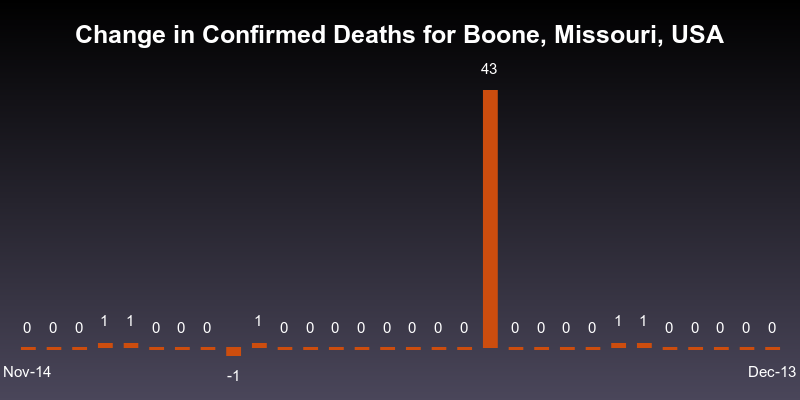 Change in Confirmed Deaths for Boone, Missouri, USA
43
0 0 0 1 1 0 0 0 1 0 0 0 0 0 0 0 0 0 0 0 0 1 1 0 0 0 0 0
Nov-14 -1 Dec-13